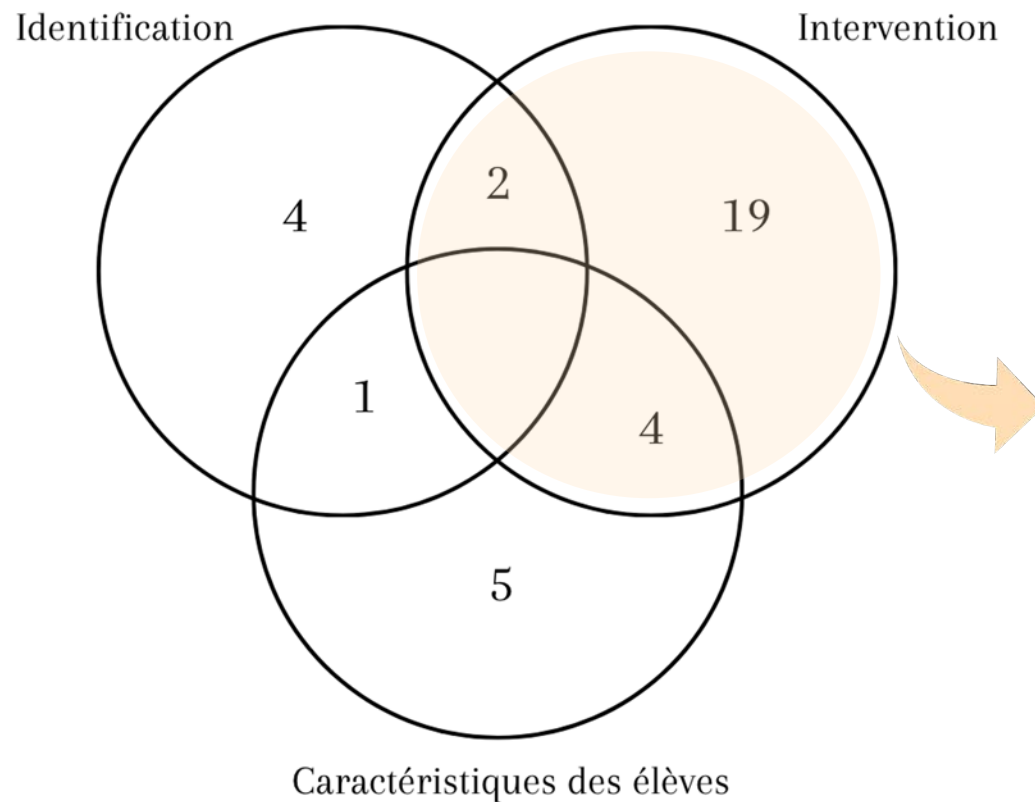 Identification
Intervention
2
4
19
1
4
5
Caractéristiques des élèves